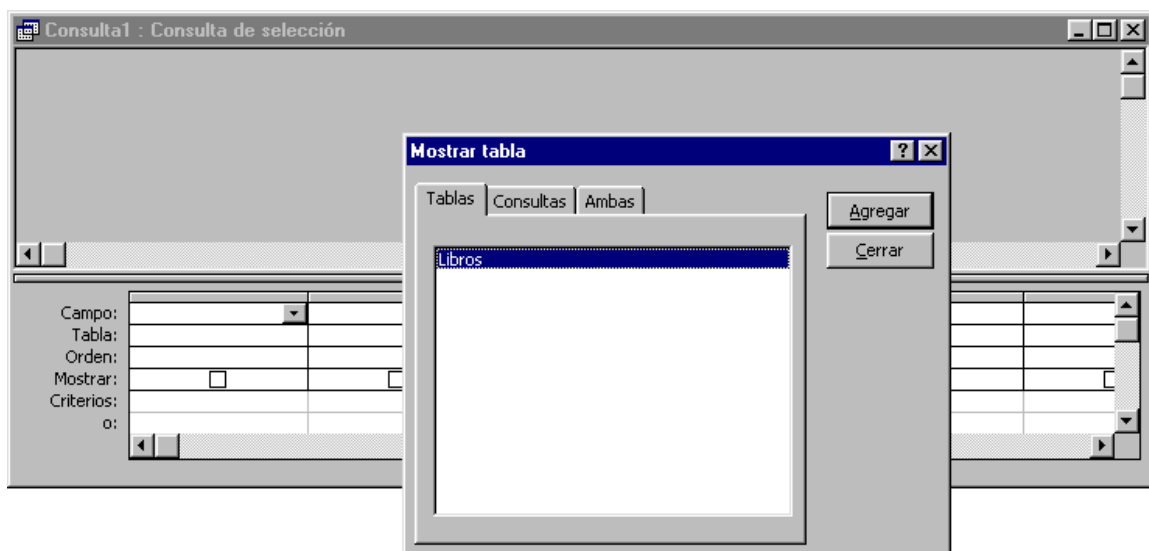 Consulta1 : Consulta de selección
Mostrar tabla
Tablas Consultas Ambas
Agregar
Cerrar
Libros
Campo:
Tabla:
Orden:
Mostrar:
Criterios:
o: